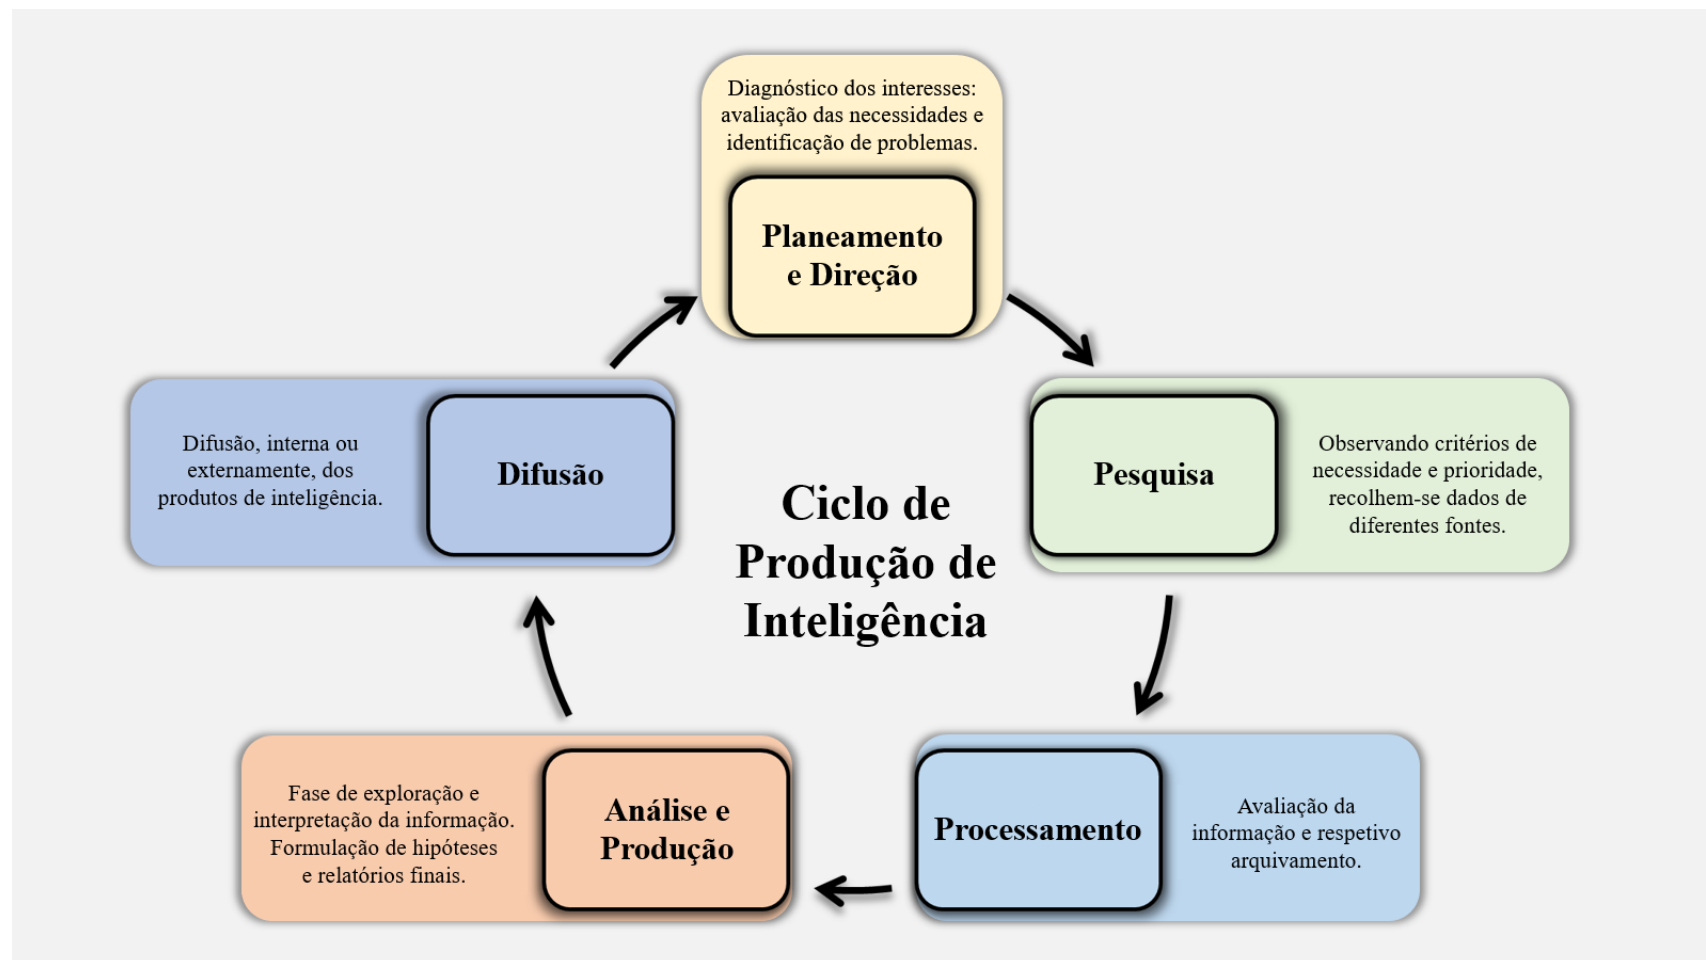 Diagnóstico dos interesses:
avaliação das necessidades e
identificação de problemas.
Planeamento
e Direção
Pesquisa
Observando critérios de
necessidade e prioridade,
recolhem-se dados de
diferentes fontes.
Processamento
Avaliação da
informação e respetivo
arquivamento.
Análise e
Produção
Fase de exploração e
interpretação da informação.
Formulação de hipóteses
e relatórios finais.
Difusão
Difusão, interna ou
externamente, dos
produtos de inteligência.
Ciclo de
Produção de
Inteligência